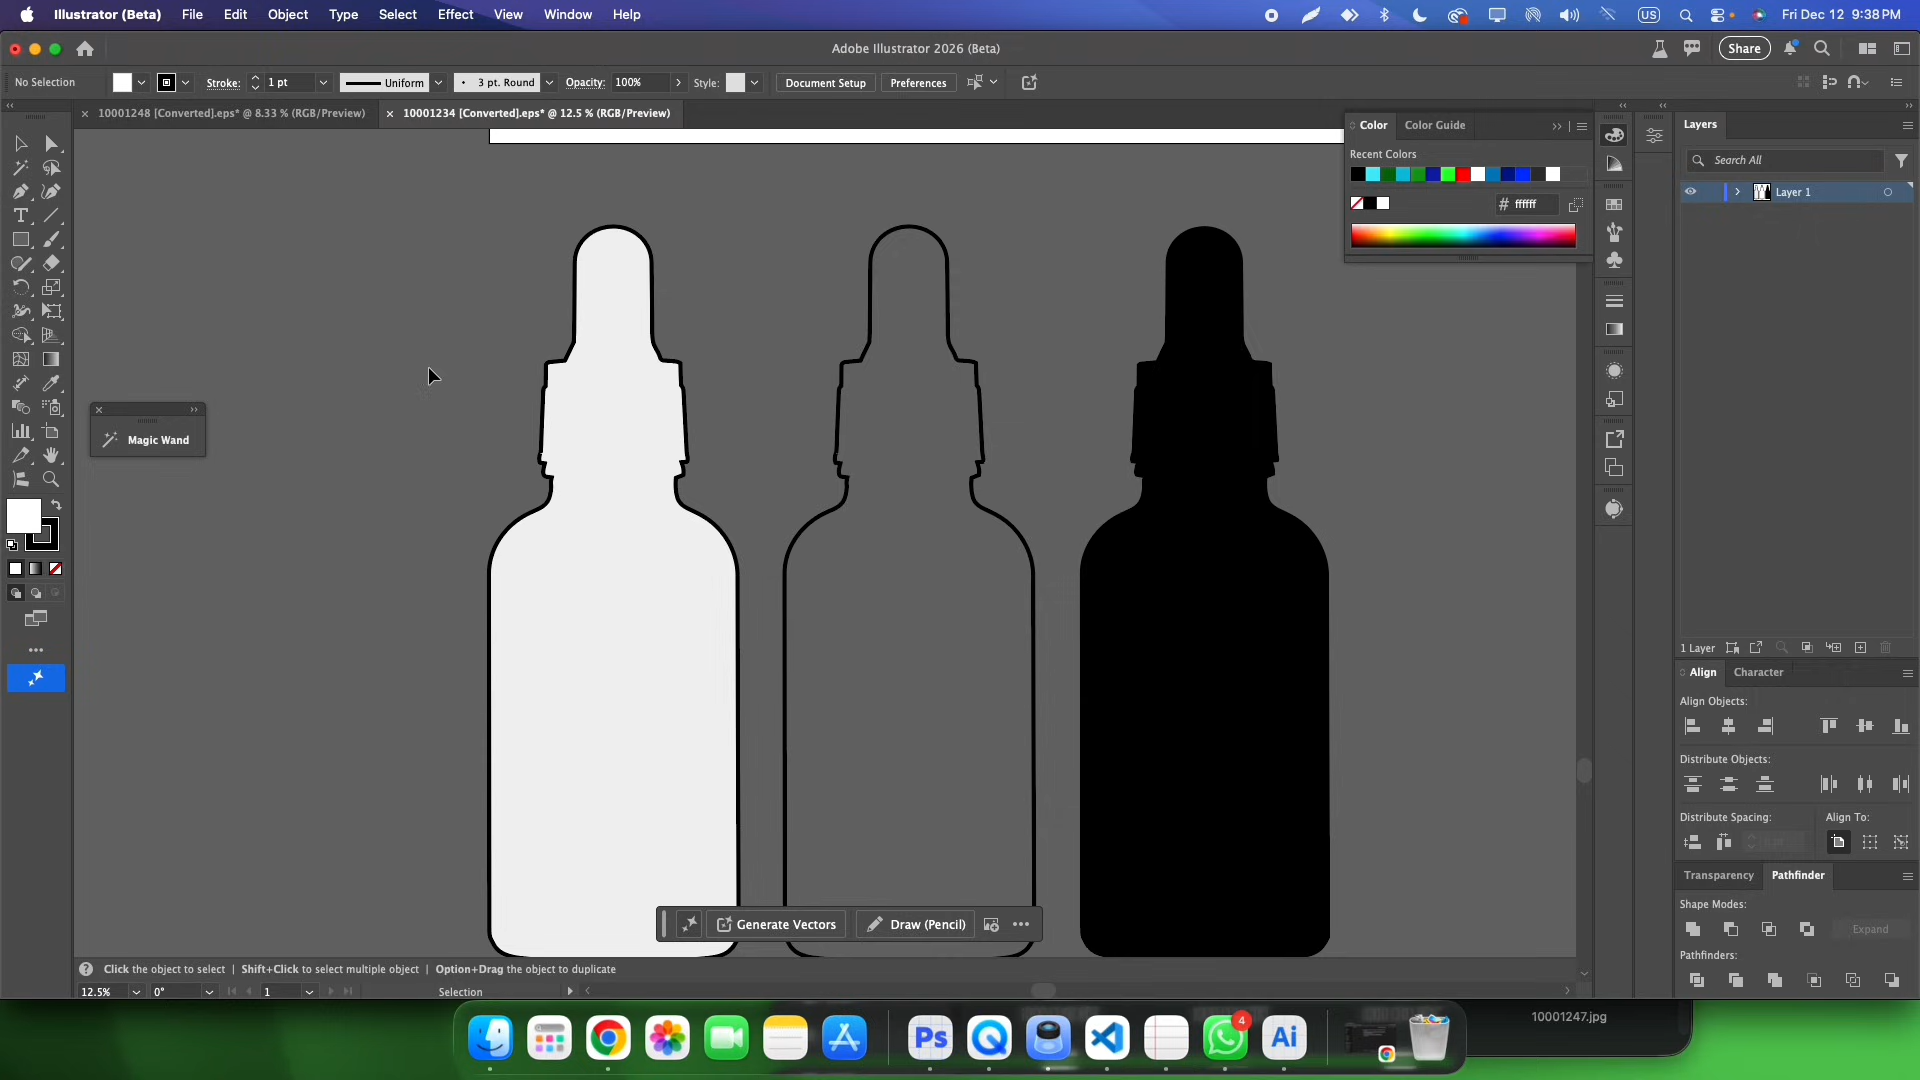 Illustrator (Beta) File Edit Object Type Select Effect View Window Help
US
Fri Dec 12 9:38 PM
Adobe Illustrator 2026 (Beta)
Share
No Selection
Stroke: 1 pt
Uniform
3 pt. Round
Opacity: 100%
Style:
Document Setup
Preferences
10001248 [Converted].eps* @ 8.33 % (RGB/Preview)
10001234 [Converted].eps* @ 12.5 % (RGB/Preview)
Color
Color Guide
Recent Colors
# ffffff
Layers
Search All
Layer 1
Magic Wand
1 Layer
Align
Character
Align Objects:
Distribute Objects:
Distribute Spacing:
Align To:
Transparency
Pathfinder
Shape Modes:
Expand
Pathfinders:
Generate Vectors
Draw (Pencil)
Click the object to select | Shift+Click to select multiple object | Option+Drag the object to duplicate
12.5%
0°
1
Selection
10001247.jpg
Ps
4
Ai